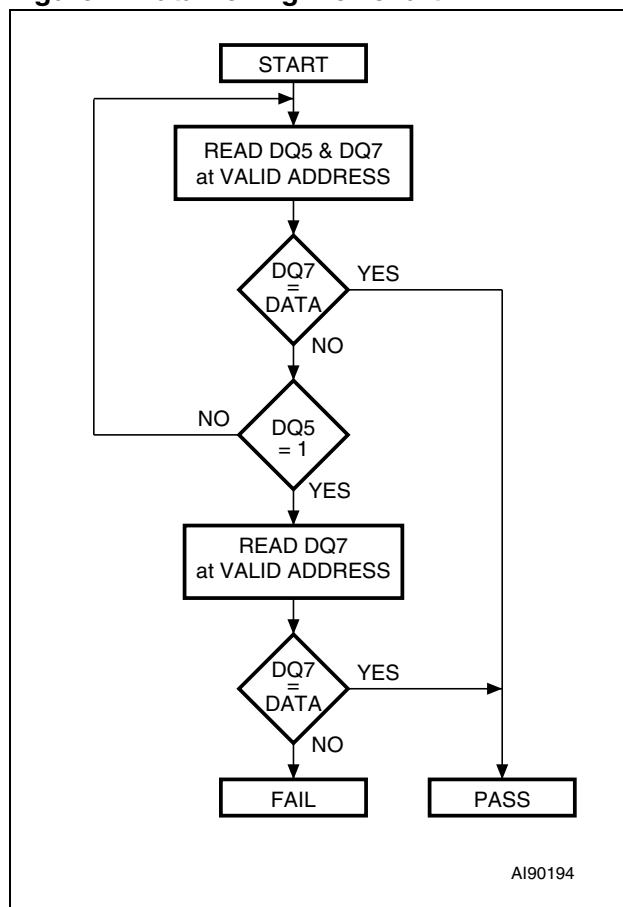 START
READ DQ5 & DQ7
at VALID ADDRESS
DQ7
=
DATA
YES
NO
NO
DQ5
= 1
YES
READ DQ7
at VALID ADDRESS
DQ7
=
DATA
YES
NO
FAIL
PASS
AI90194